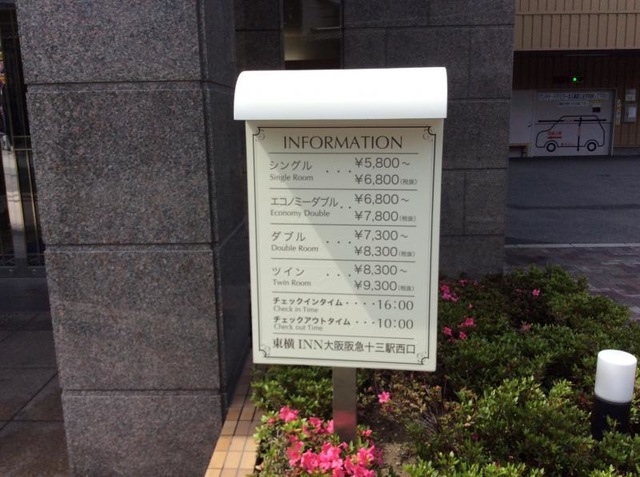 INFORMATION
シングル ・・・ ¥5,800～
Single Room ¥6,800(税抜)
エコノミーダブル ・・ ¥6,800～
Economy Double ¥7,800(税抜)
ダブル ・・・ ¥7,300～
Double Room ¥8,300(税抜)
ツイン ・・・ ¥8,300～
Twin Room ¥9,300(税抜)
チェックインタイム・・・・16:00
Check in Time
チェックアウトタイム・・・・10:00
Check out Time
東横 INN大阪阪急十三駅西口